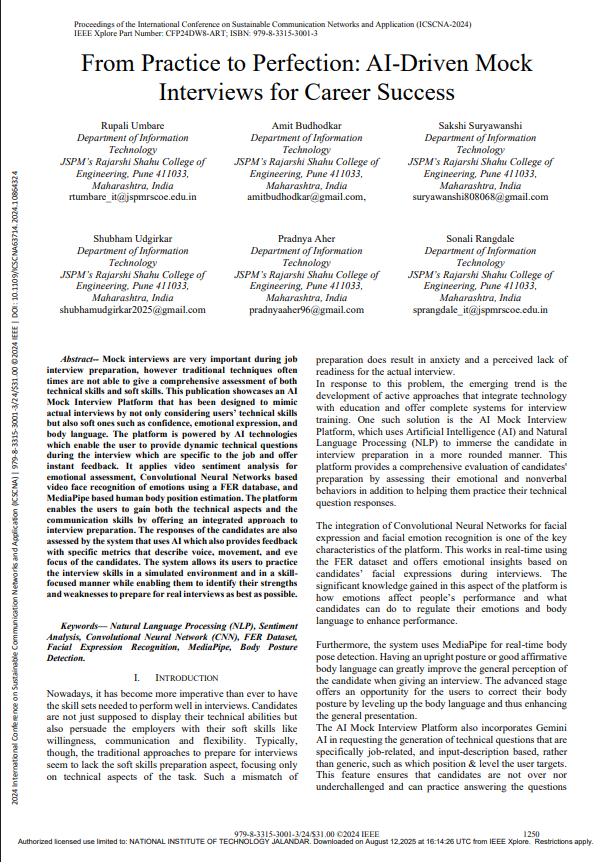 Proceedings of the International Conference on Sustainable Communication Networks and Application (ICSCNA-2024)
IEEE Xplore Part Number: CFP24DW8-ART; ISBN: 979-8-3315-3001-3
From Practice to Perfection: AI-Driven Mock
Interviews for Career Success
Rupali Umbare
Department of Information
Technology
JSPM's Rajarshi Shahu College of
Engineering, Pune 411033,
Maharashtra, India
rtumbare_it@jspmrscoe.edu.in
Amit Budhodkar
Department of Information
Technology
JSPM's Rajarshi Shahu College of
Engineering, Pune 411033,
Maharashtra, India
amitbudhodkar@gmail.com,
Sakshi Suryawanshi
Department of Information
Technology
JSPM's Rajarshi Shahu College of
Engineering, Pune 411033,
Maharashtra, India
suryawanshi808068@gmail.com
Shubham Udgirkar
Department of Information
Technology
JSPM's Rajarshi Shahu College of
Engineering, Pune 411033,
Maharashtra, India
shubhamudgirkar2025@gmail.com
Pradnya Aher
Department of Information
Technology
JSPM's Rajarshi Shahu College of
Engineering, Pune 411033,
Maharashtra, India
pradnyaaher96@gmail.com
Sonali Rangdale
Department of Information
Technology
JSPM's Rajarshi Shahu College of
Engineering, Pune 411033,
Maharashtra, India
sprangdale_it@jspmrscoe.edu.in
Abstract-- Mock interviews are very important during job
interview preparation, however traditional techniques often
times are not able to give a comprehensive assessment of both
technical skills and soft skills. This publication showcases an AI
Mock Interview Platform that has been designed to mimic
actual interviews by not only considering users' technical skills
but also soft ones such as confidence, emotional expression, and
body language. The platform is powered by AI technologies
which enable the user to provide dynamic technical questions
during the interview which are specific to the job and offer
instant feedback. It applies video sentiment analysis for
emotional assessment, Convolutional Neural Networks based
video face recognition of emotions using a FER database, and
MediaPipe based human body position estimation. The platform
enables the users to gain both the technical aspects and the
communication skills by offering an integrated approach to
interview preparation. The responses of the candidates are also
assessed by the system that uses AI which also provides feedback
with specific metrics that describe voice, movement, and eye
focus of the candidates. The system allows its users to practice
the interview skills in a simulated environment and in a skill-
focused manner while enabling them to identify their strengths
and weaknesses to prepare for real interviews as best as possible.
Keywords— Natural Language Processing (NLP), Sentiment
Analysis, Convolutional Neural Network (CNN), FER Dataset,
Facial Expression Recognition, MediaPipe, Body Posture
Detection.
I. INTRODUCTION
Nowadays, it has become more imperative than ever to have
the skill sets needed to perform well in interviews. Candidates
are not just supposed to display their technical abilities but
also persuade the employers with their soft skills like
willingness, communication and flexibility. Typically,
though, the traditional approaches to prepare for interviews
seem to lack the soft skills preparation aspect, focusing only
on technical aspects of the task. Such a mismatch of
preparation does result in anxiety and a perceived lack of
readiness for the actual interview.
In response to this problem, the emerging trend is the
development of active approaches that integrate technology
with education and offer complete systems for interview
training. One such solution is the AI Mock Interview
Platform, which uses Artificial Intelligence (AI) and Natural
Language Processing (NLP) to immerse the candidate in
interview preparation in a more rounded manner. This
platform provides a comprehensive evaluation of candidates'
preparation by assessing their emotional and nonverbal
behaviors in addition to helping them practice their technical
question responses.
The integration of Convolutional Neural Networks for facial
expression and facial emotion recognition is one of the key
characteristics of the platform. This works in real-time using
the FER dataset and offers emotional insights based on
candidates' facial expressions during interviews. The
significant knowledge gained in this aspect of the platform is
how emotions affect people's performance and what
candidates can do to regulate their emotions and body
language to enhance performance.
Furthermore, the system uses MediaPipe for real-time body
pose detection. Having an upright posture or good affirmative
body language can greatly improve the general perception of
the candidate when giving an interview. The advanced stage
offers an opportunity for the users to correct their body
posture by leveling up the body language and thus enhancing
the general presentation.
The AI Mock Interview Platform also incorporates Gemini
AI in requesting the generation of technical questions that are
specifically job-related, and input-description based, rather
than generic, such as which position & level the user targets.
This feature ensures that candidates are not over nor
underchallenged and can practice answering the questions
2024 International Conference on Sustainable Communication Networks and Application (ICSCNA) | 979-8-3315-3001-3/24/$31.00 ©2024 IEEE | DOI: 10.1109/ICSCNA63714.2024.10864324
979-8-3315-3001-3/24/$31.00 ©2024 IEEE
1250
Authorized licensed use limited to: NATIONAL INSTITUTE OF TECHNOLOGY JALANDAR. Downloaded on August 12,2025 at 16:14:26 UTC from IEEE Xplore. Restrictions apply.